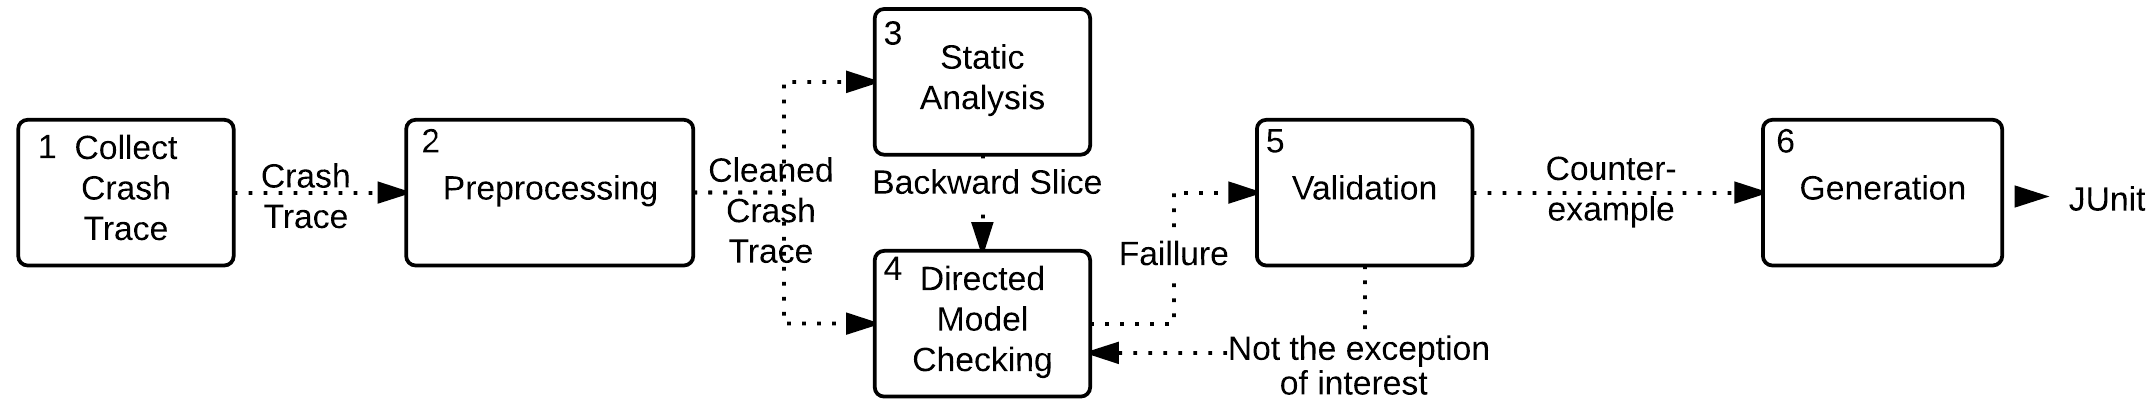 1 Collect
Crash
Trace
Crash
Trace
2
Preprocessing
Cleaned
Crash
Trace
3
Static
Analysis
Backward Slice
4 Directed
Model
Checking
Faillure
5
Validation
Not the exception
of interest
Counter-
example
6
Generation
JUnit